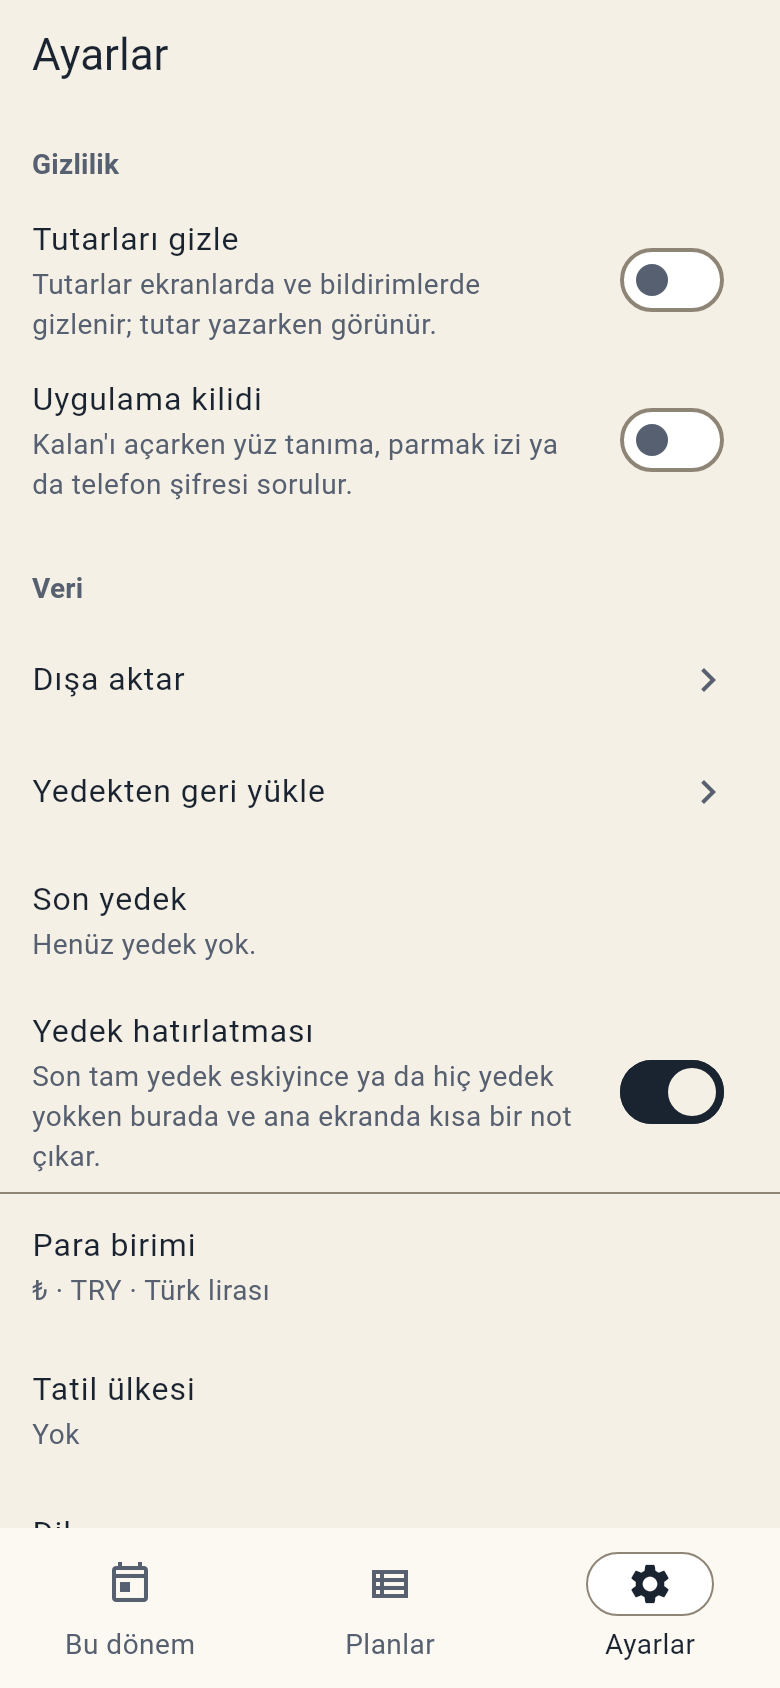 Ayarlar
Gizlilik
Tutarları gizle
Tutarlar ekranlarda ve bildirimlerde
gizlenir; tutar yazarken görünür.
Uygulama kilidi
Kalan'ı açarken yüz tanıma, parmak izi ya
da telefon şifresi sorulur.
Veri
Dışa aktar
Yedekten geri yükle
Son yedek
Henüz yedek yok.
Yedek hatırlatması
Son tam yedek eskiyince ya da hiç yedek
yokken burada ve ana ekranda kısa bir not
çıkar.
Para birimi
₺ · TRY · Türk lirası
Tatil ülkesi
Yok
Bu dönem
Planlar
Ayarlar